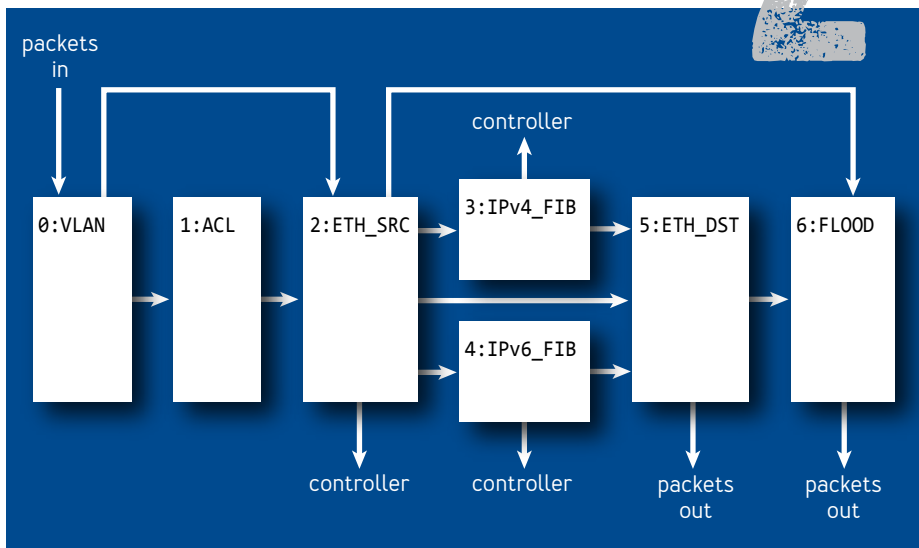 2
packets
in
controller
0:VLAN
1:ACL
2:ETH_SRC
3:IPv4_FIB
5:ETH_DST
6:FLOOD
4:IPv6_FIB
controller
controller
packets
out
packets
out